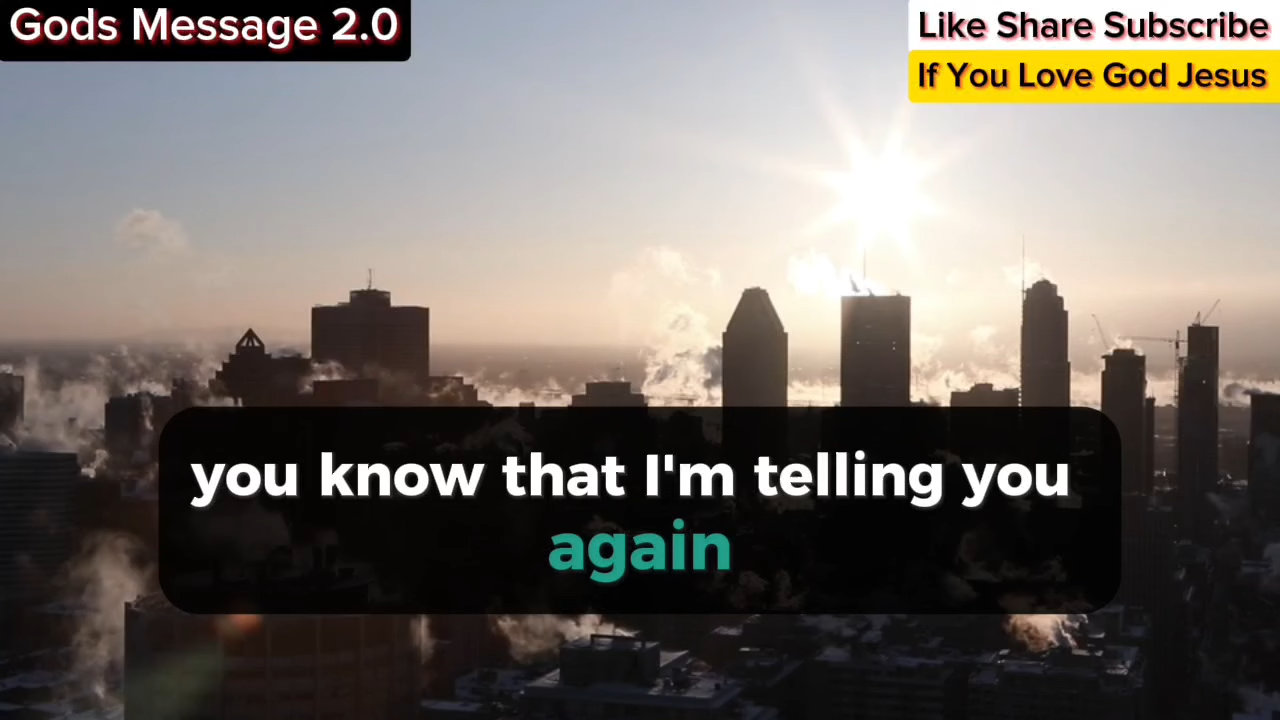 Gods Message 2.0
Like Share Subscribe
If You Love God Jesus
you know that I'm telling you
again